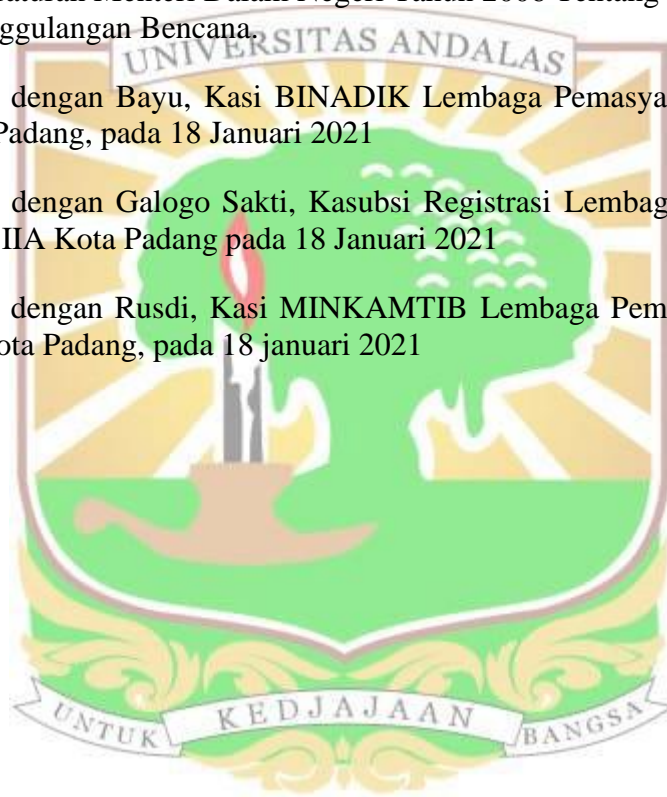 nggulangan Bencana.
UNIVERSITAS ANDALAS
dengan Bayu, Kasi BINADIK Lembaga Pemasya
Padang, pada 18 Januari 2021
dengan Galogo Sakti, Kasubsi Registrasi Lembag
IIA Kota Padang pada 18 Januari 2021
dengan Rusdi, Kasi MINKAMTIB Lembaga Pem
ota Padang, pada 18 januari 2021
UNTUK KEDJAJAAN BANGSA